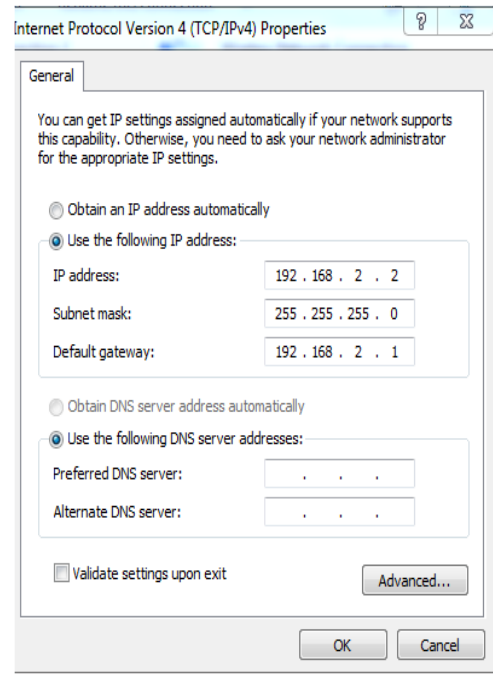 Internet Protocol Version 4 (TCP/IPv4) Properties
General
You can get IP settings assigned automatically if your network supports
this capability. Otherwise, you need to ask your network administrator
for the appropriate IP settings.
Obtain an IP address automatically
Use the following IP address:
IP address: 192 . 168 . 2 . 2
Subnet mask: 255 . 255 . 255 . 0
Default gateway: 192 . 168 . 2 . 1
Obtain DNS server address automatically
Use the following DNS server addresses:
Preferred DNS server: . . .
Alternate DNS server: . . .
Validate settings upon exit
Advanced...
OK Cancel